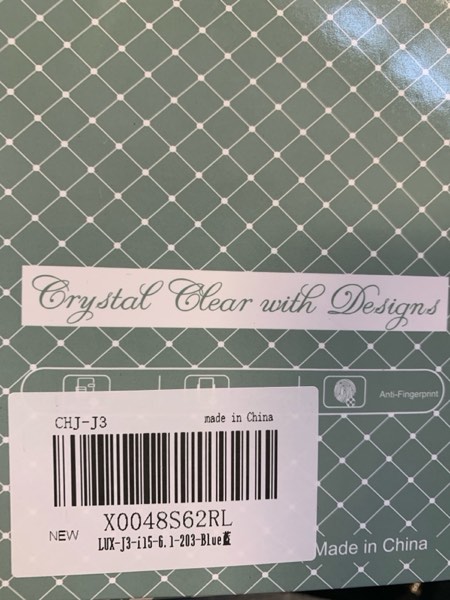 Crystal Clear with Designs
Anti-Fingerprint
CHJ-J3
made in China
X0048S62RL
NEW
LUX-J3-i15-6.1-203-Blue蓝
Made in China